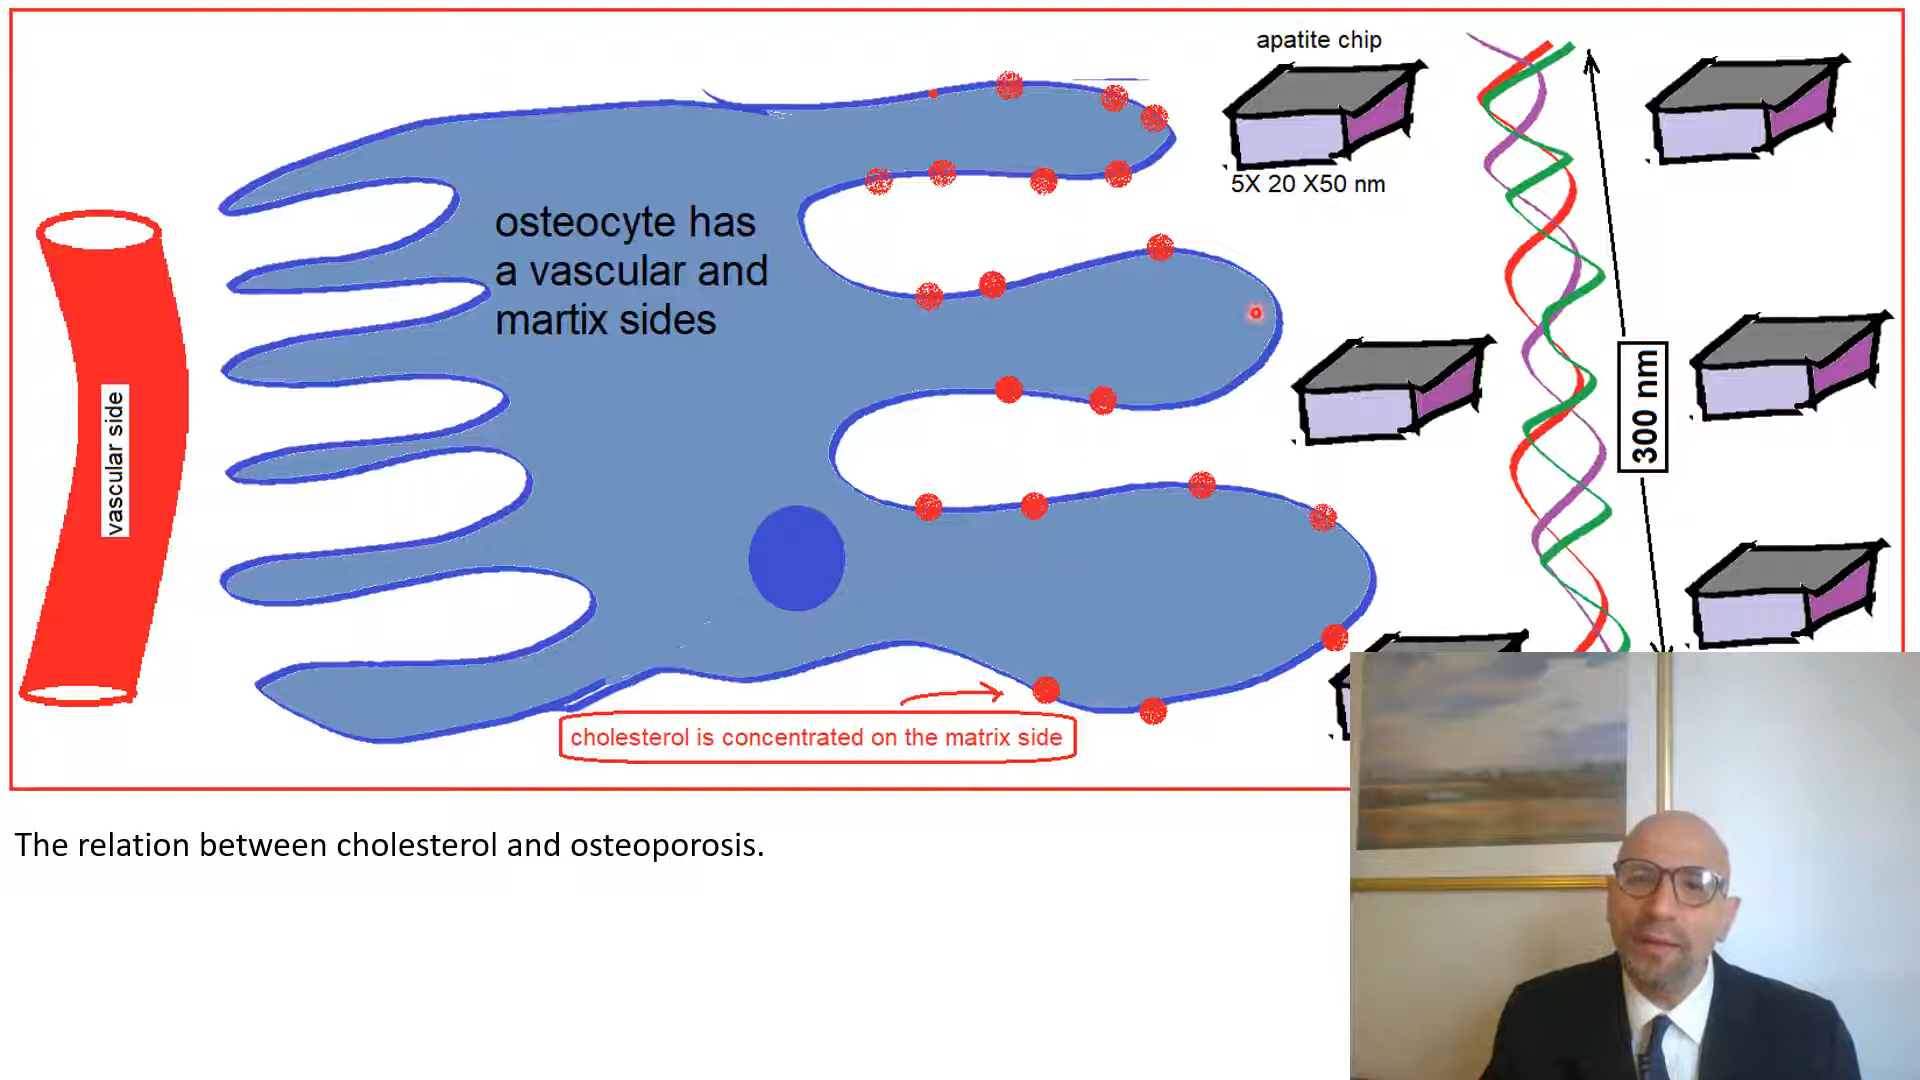 apatite chip
5X 20 X50 nm
osteocyte has
a vascular and
martix sides
vascular side
300 nm
cholesterol is concentrated on the matrix side
The relation between cholesterol and osteoporosis.